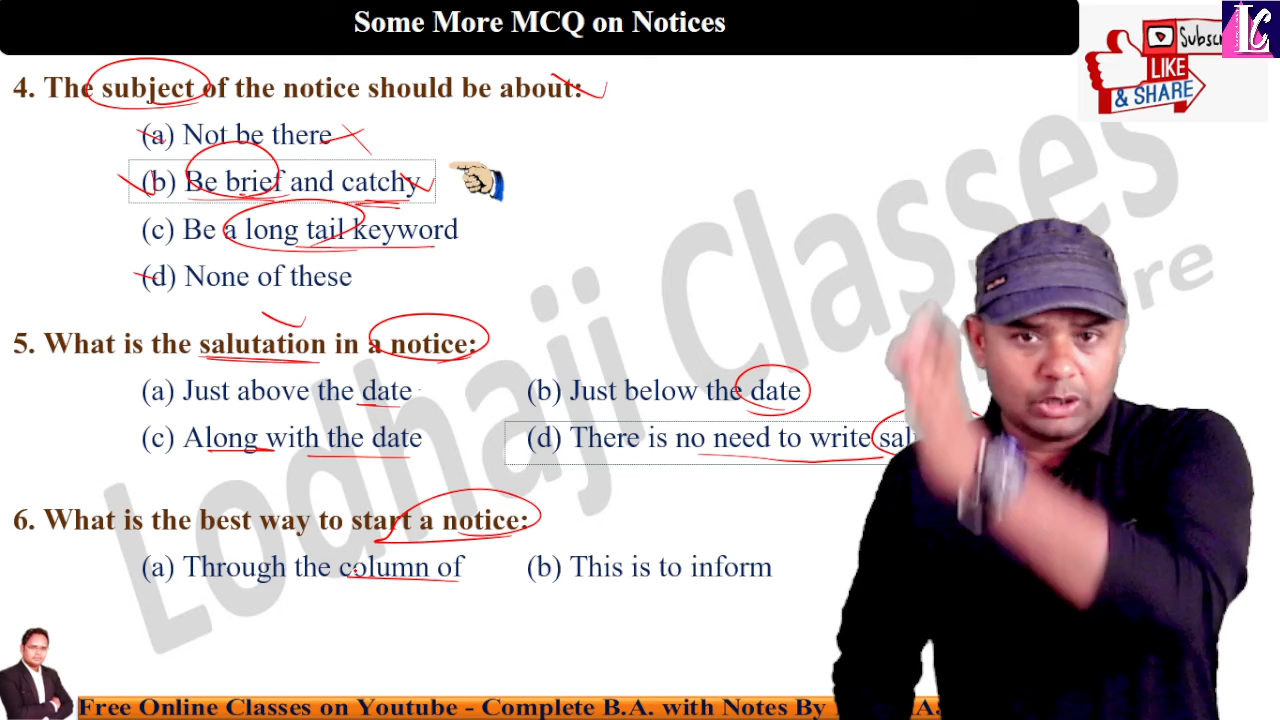 Some More MCQ on Notices
LC
LIKE
& SHARE
4. The subject of the notice should be about:
(a) Not be there
(b) Be brief and catchy
(c) Be a long tail keyword
(d) None of these
5. What is the salutation in a notice:
(a) Just above the date
(b) Just below the date
(c) Along with the date
(d) There is no need to write
6. What is the best way to start a notice:
(a) Through the column of
(b) This is to inform
Lodhaji Classes
Free Online Classes on Youtube - Complete B.A. with Notes By